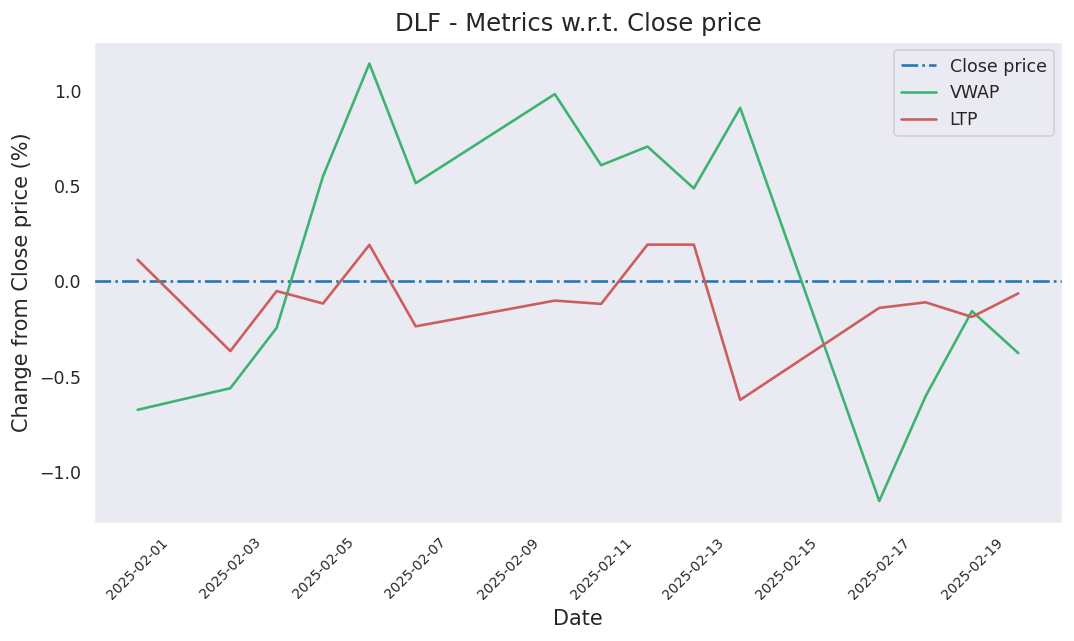 DLF - Metrics w.r.t. Close price
Close price
VWAP
LTP
Change from Close price (%)
1.0
0.5
0.0
−0.5
−1.0
2025-02-01
2025-02-03
2025-02-05
2025-02-07
2025-02-09
2025-02-11
2025-02-13
2025-02-15
2025-02-17
2025-02-19
Date